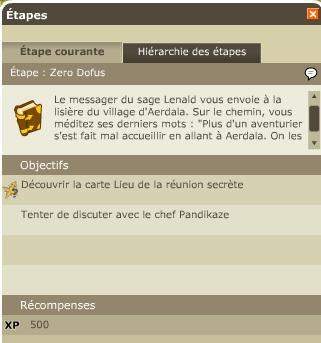 Étapes
Étape courante
Hiérarchie des étapes
Étape : Zero Dofus
Le messager du sage Lenald vous envoie à la
lisière du village d'Aerdala. Sur le chemin, vous
méditez ses derniers mots : "Plus d'un aventurier
s'est fait mal accueillir en allant à Aerdala. On les
Objectifs
Découvrir la carte Lieu de la réunion secrète
Tenter de discuter avec le chef Pandikaze
Récompenses
XP 500